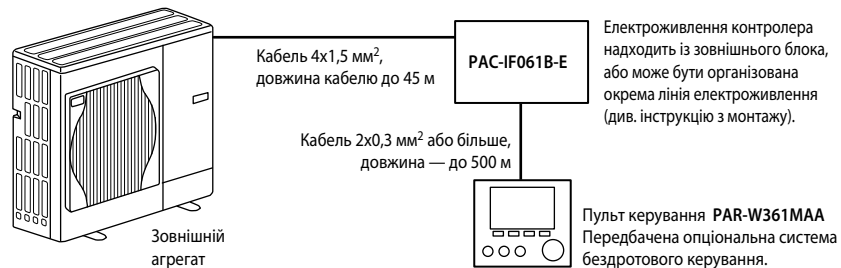 Кабель 4х1,5 мм²,
довжина кабелю до 45 м
PAC-IF061B-E
Електроживлення контролера
надходить із зовнішнього блока,
або може бути організована
окрема лінія електроживлення
(див. інструкцію з монтажу).
Кабель 2х0,3 мм² або більше,
довжина — до 500 м
Зовнішній
агрегат
Пульт керування PAR-W361MAA
Передбачена опціональна система
бездротового керування.